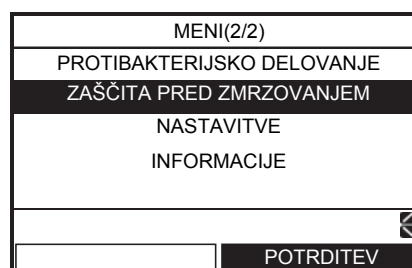 MENI(2/2)
PROTIBAKTERIJSKO DELOVANJE
ZAŠČITA PRED ZMRZOVANJEM
NASTAVITVE
INFORMACIJE
POTRDITEV